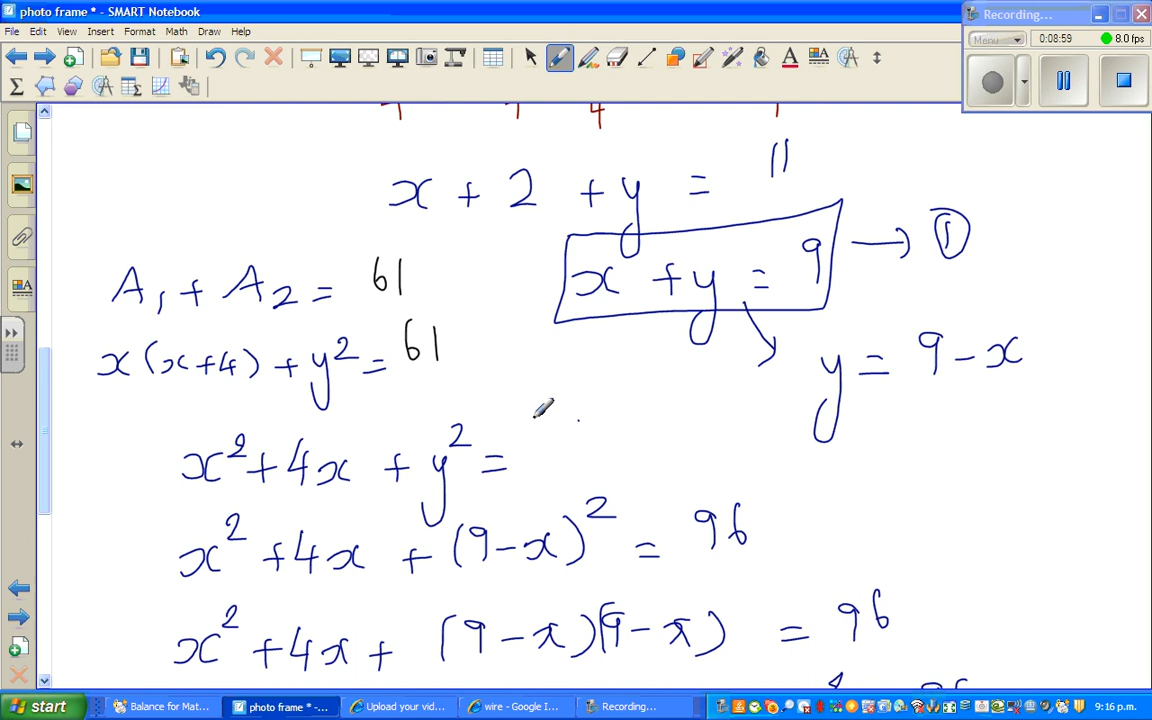 photo frame * - SMART Notebook
File Edit View Insert Format Math Draw Help
Recording...
Menu 0:08:59 8.0 fps
x + 2 + y = 11
x + y = 9 → ①
A1 + A2 = 61
x(x+4) + y² = 61
y = 9 - x
x² + 4x + y² =
x² + 4x + (9-x)² = 96
x² + 4x + (9-x)(9-x) = 96
start Balance for Mat... photo frame * -... Upload your vid... wire - Google I... Recording... 9:16 p.m.